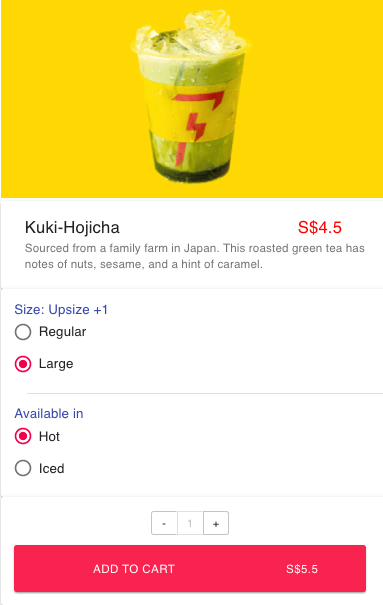 Kuki-Hojicha
S$4.5
Sourced from a family farm in Japan. This roasted green tea has
notes of nuts, sesame, and a hint of caramel.
Size: Upsize +1
Regular
Large
Available in
Hot
Iced
- 1 +
ADD TO CART S$5.5